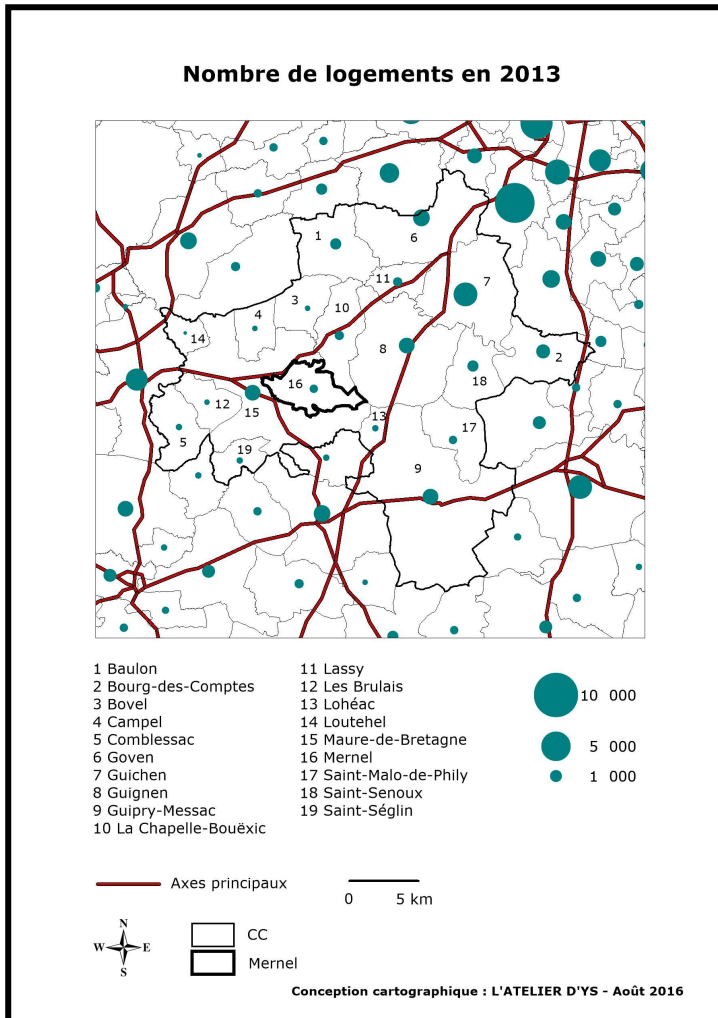 Nombre de logements en 2013
1
6
11
7
3
10
4
14
8
2
16
18
12
15
13
17
5
19
9
1 Baulon
2 Bourg-des-Comptes
3 Bovel
4 Campel
5 Comblessac
6 Goven
7 Guichen
8 Guignen
9 Guipry-Messac
10 La Chapelle-Bouëxic
11 Lassy
12 Les Brulais
13 Lohéac
14 Loutehel
15 Maure-de-Bretagne
16 Mernel
17 Saint-Malo-de-Phily
18 Saint-Senoux
19 Saint-Séglin
10 000
5 000
1 000
Axes principaux
0 5 km
N
W E
S
CC
Mernel
Conception cartographique : L'ATELIER D'YS - Août 2016